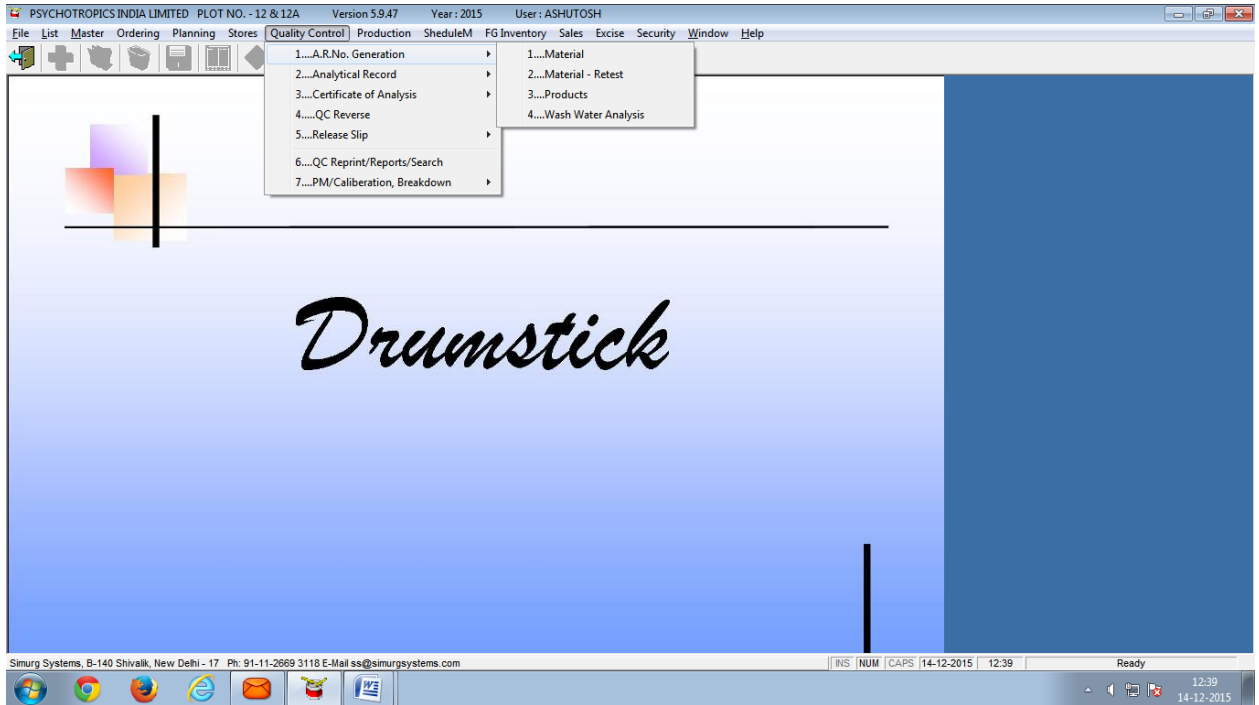 PSYCHOTROPICS INDIA LIMITED PLOT NO. - 12 & 12A Version 5.9.47 Year : 2015 User : ASHUTOSH
File List Master Ordering Planning Stores Quality Control Production SheduleM FG Inventory Sales Excise Security Window Help
1....A.R.No. Generation
2....Analytical Record
3....Certificate of Analysis
4.....QC Reverse
5....Release Slip
6....QC Reprint/Reports/Search
7....PM/Caliberation, Breakdown
1....Material
2....Material - Retest
3....Products
4....Wash Water Analysis
Drumstick
Simurg Systems, B-140 Shivalik, New Delhi - 17 Ph: 91-11-2669 3118 E-Mail ss@simurgsystems.com INS NUM CAPS 14-12-2015 12:39 Ready
12:39
14-12-2015